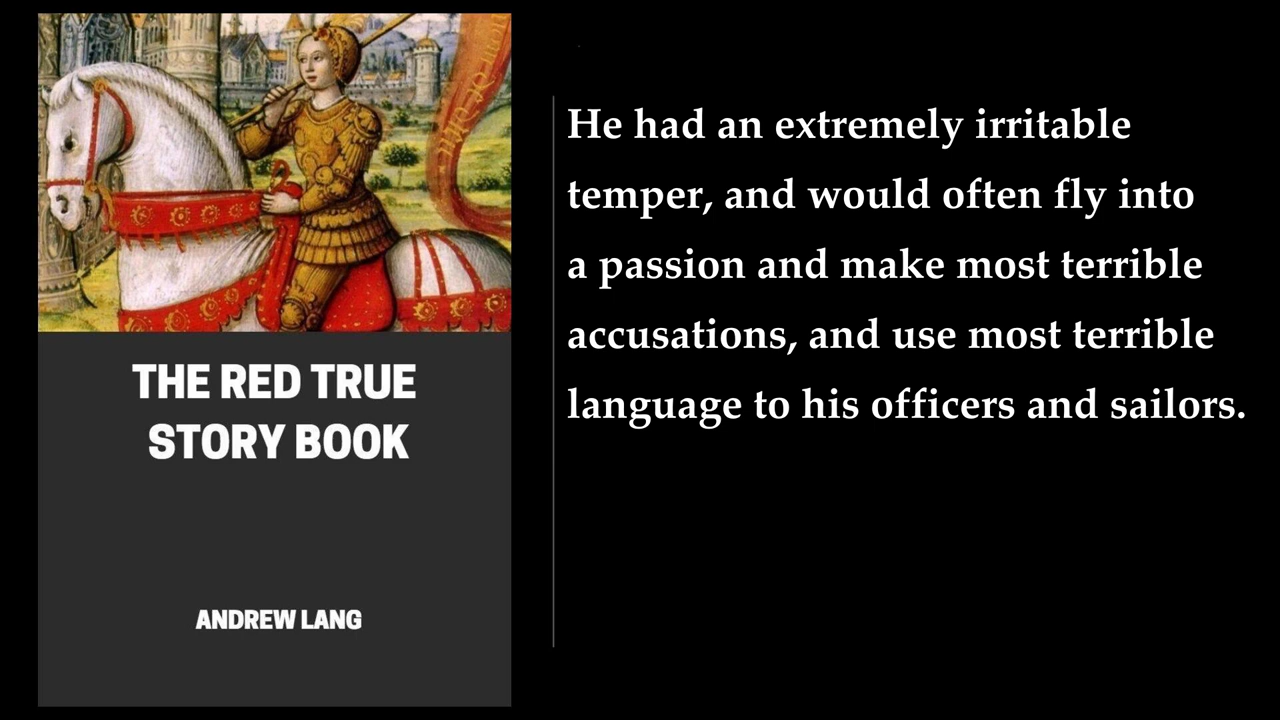 THE RED TRUE
STORY BOOK
ANDREW LANG
He had an extremely irritable
temper, and would often fly into
a passion and make most terrible
accusations, and use most terrible
language to his officers and sailors.